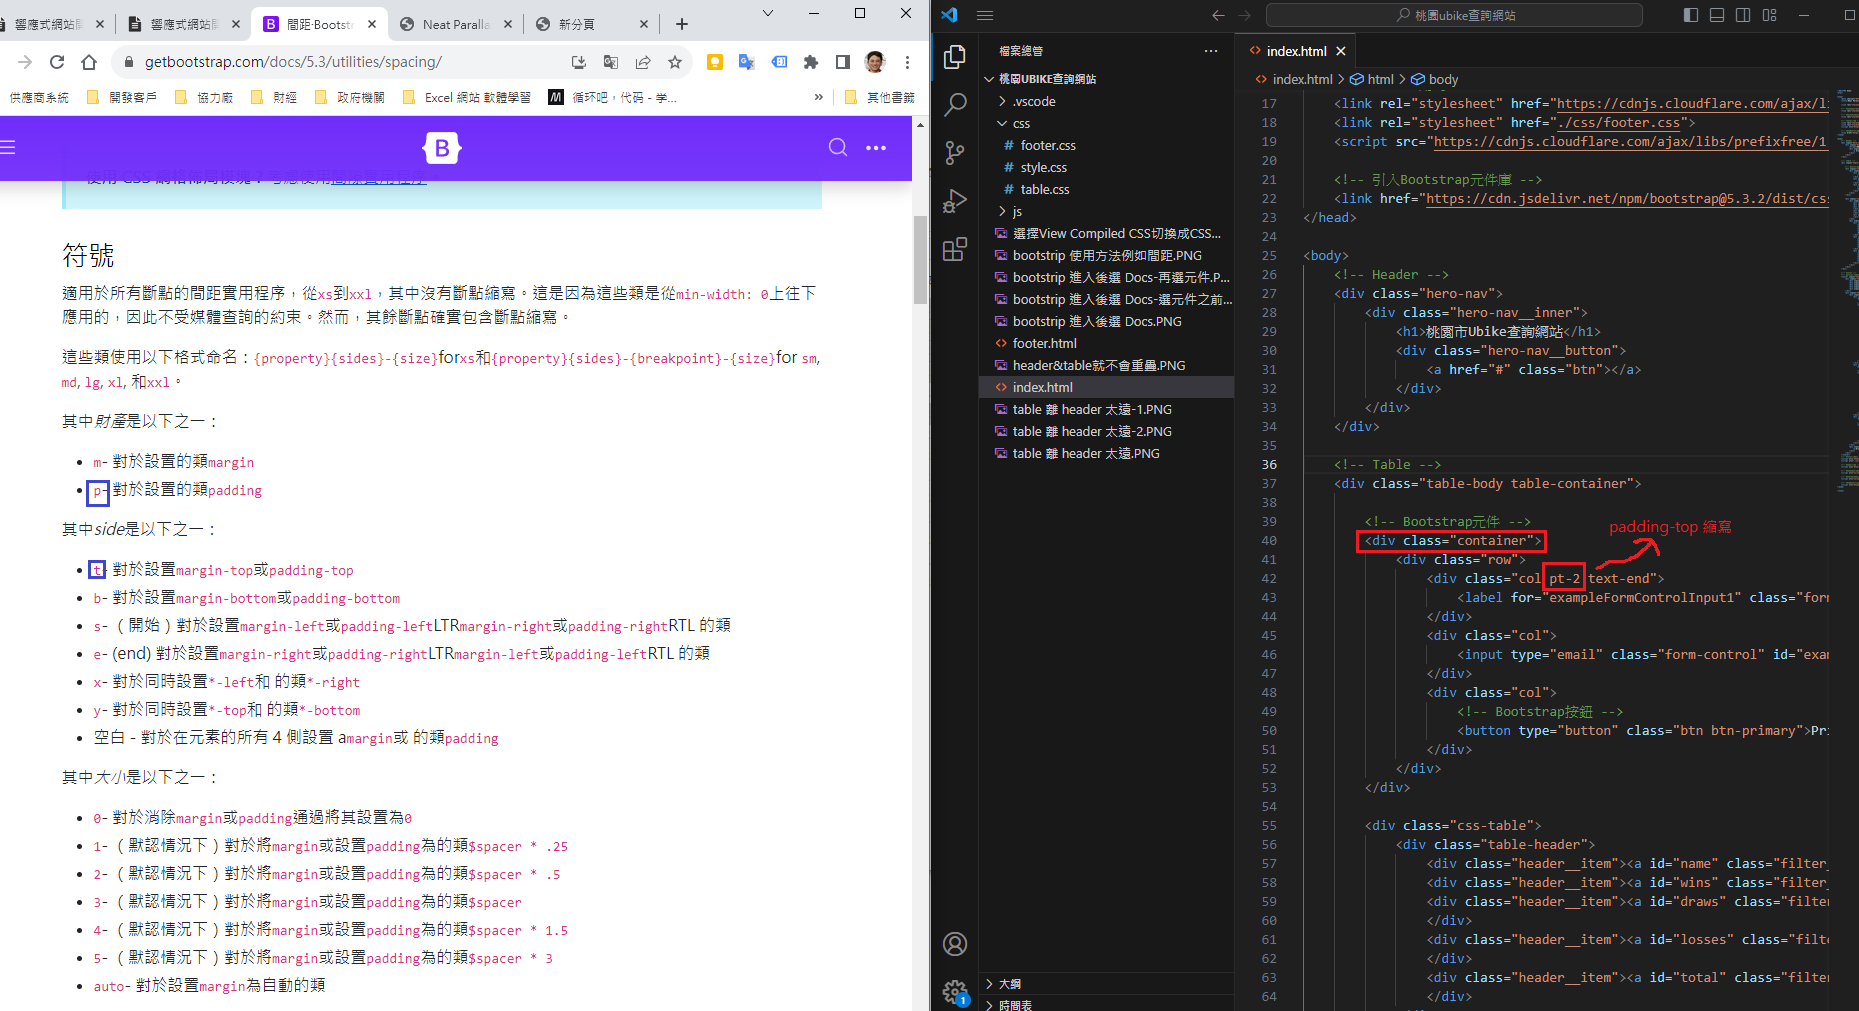 響應式網站開
響應式網站開
間距·Bootstr
Neat Paralla
新分頁
getbootstrap.com/docs/5.3/utilities/spacing/
供應商系統
開發客戶
協力廠
財經
政府機關
Excel 網站 軟體學習
循环吧，代码 - 学...
»
其他書籤
B
使用 CSS 網格佈局模塊？考慮使用間隙實用程序
符號
適用於所有斷點的間距實用程序，從xs到xxl，其中沒有斷點縮寫。這是因為這些類是從min-width: 0上往下
應用的，因此不受媒體查詢的約束。然而，其餘斷點確實包含斷點縮寫。
這些類使用以下格式命名：{property}{sides}-{size}forxs和{property}{sides}-{breakpoint}-{size}for sm,
md, lg, xl, 和xxl。
其中財產是以下之一：
m- 對於設置的類margin
p- 對於設置的類padding
其中side是以下之一：
t- 對於設置margin-top或padding-top
b- 對於設置margin-bottom或padding-bottom
s- （開始）對於設置margin-left或padding-leftLTRmargin-right或padding-rightRTL 的類
e- (end) 對於設置margin-right或padding-rightLTRmargin-left或padding-leftRTL 的類
x- 對於同時設置*-left和 的類*-right
y- 對於同時設置*-top和 的類*-bottom
空白 - 對於在元素的所有 4 側設置 amargin或 的類padding
其中大小是以下之一：
0- 對於消除margin或padding通過將其設置為0
1- （默認情況下）對於將margin或設置padding為的類$spacer * .25
2- （默認情況下）對於將margin或設置padding為的類$spacer * .5
3- （默認情況下）對於將margin或設置padding為的類$spacer
4- （默認情況下）對於將margin或設置padding為的類$spacer * 1.5
5- （默認情況下）對於將margin或設置padding為的類$spacer * 3
auto- 對於設置margin為自動的類
桃園ubike查詢網站
檔案總管
桃園UBIKE查詢網站
.vscode
css
# footer.css
# style.css
# table.css
js
選擇View Compiled CSS切換成CSS...
bootstrip 使用方法例如間距.PNG
bootstrip 進入後選 Docs-再選元件.P...
bootstrip 進入後選 Docs-選元件之前...
bootstrip 進入後選 Docs.PNG
<> footer.html
header&table就不會重疊.PNG
<> index.html
table 離 header 太遠-1.PNG
table 離 header 太遠-2.PNG
table 離 header 太遠.PNG
大綱
時間表
1
<> index.html
<> index.html > html > body
17 <link rel="stylesheet" href="https://cdnjs.cloudflare.com/ajax/li
18 <link rel="stylesheet" href="./css/footer.css">
19 <script src="https://cdnjs.cloudflare.com/ajax/libs/prefixfree/1.
20
21 <!-- 引入Bootstrap元件庫 -->
22 <link href="https://cdn.jsdelivr.net/npm/bootstrap@5.3.2/dist/css
23 </head>
24
25 <body>
26 <!-- Header -->
27 <div class="hero-nav">
28 <div class="hero-nav__inner">
29 <h1>桃園市Ubike查詢網站</h1>
30 <div class="hero-nav__button">
31 <a href="#" class="btn"></a>
32 </div>
33 </div>
34 </div>
35
36 <!-- Table -->
37 <div class="table-body table-container">
38
39 <!-- Bootstrap元件 -->
padding-top 縮寫
40 <div class="container">
41 <div class="row">
42 <div class="col pt-2 text-end">
43 <label for="exampleFormControlInput1" class="form
44 </div>
45 <div class="col">
46 <input type="email" class="form-control" id="exam
47 </div>
48 <div class="col">
49 <!-- Bootstrap按鈕 -->
50 <button type="button" class="btn btn-primary">Pri
51 </div>
52 </div>
53 </div>
54
55 <div class="css-table">
56 <div class="table-header">
57 <div class="header__item"><a id="name" class="filter_
58 <div class="header__item"><a id="wins" class="filter_
59 <div class="header__item"><a id="draws" class="filter
60 </div>
61 <div class="header__item"><a id="losses" class="filte
62 </div>
63 <div class="header__item"><a id="total" class="filter
64 </div>